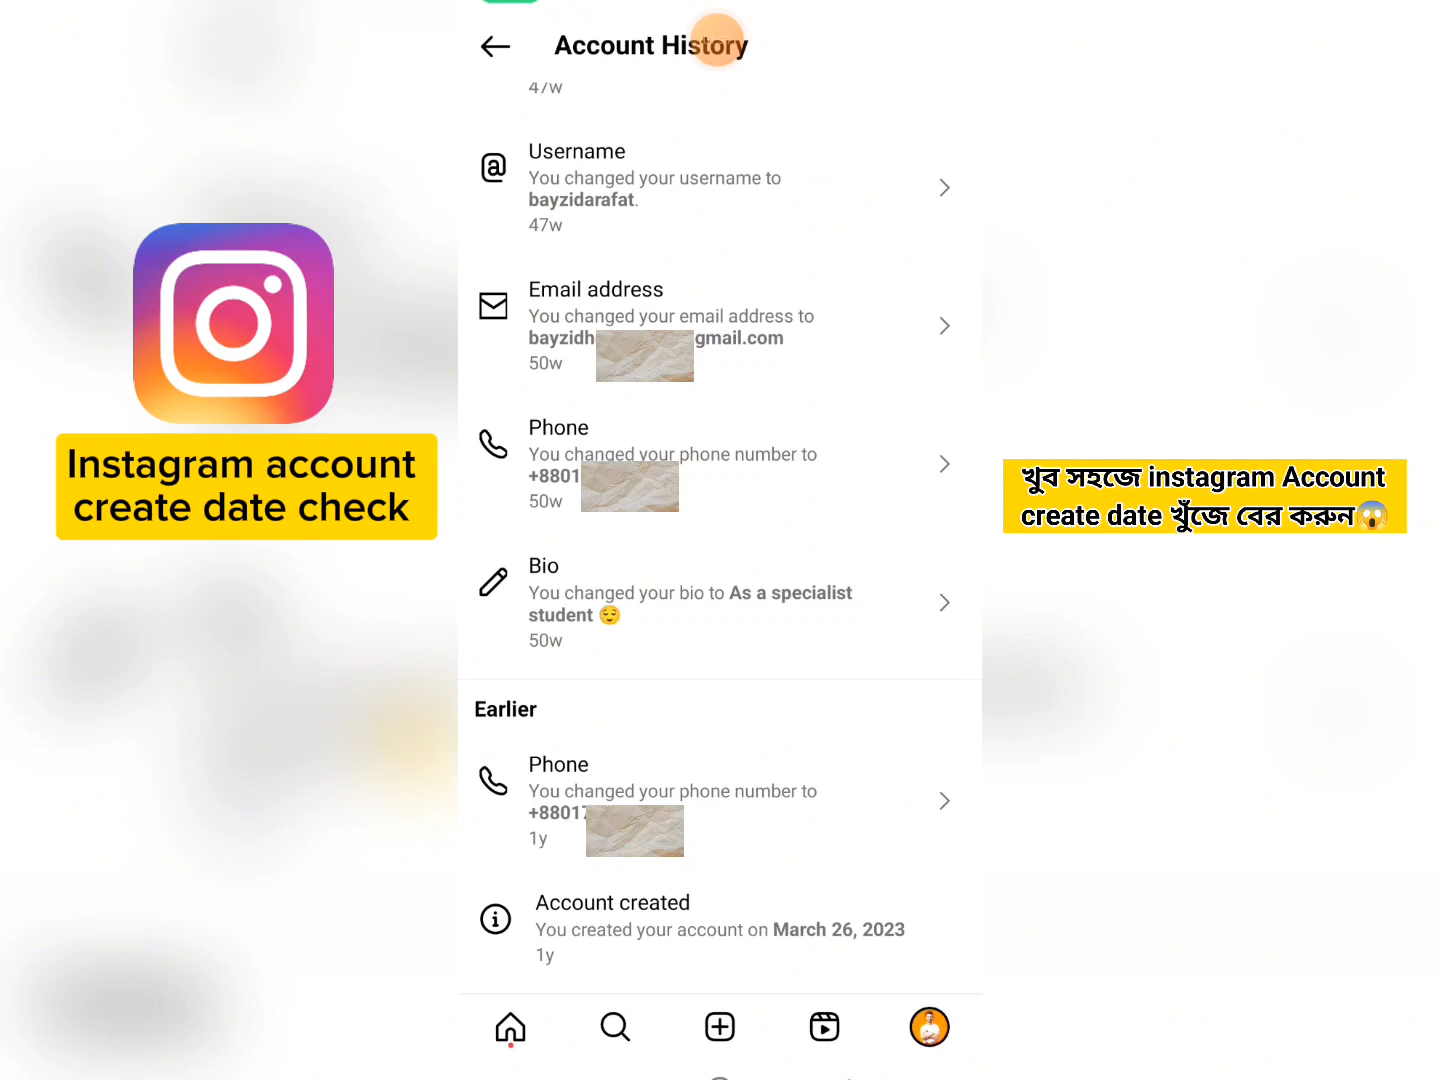 Account History
47w
Username
You changed your username to
bayzidarafat.
47w
Email address
You changed your email address to
bayzidh gmail.com
50w
Phone
You changed your phone number to
+8801
50w
Bio
You changed your bio to As a specialist
student 😌
50w
Earlier
Phone
You changed your phone number to
+88017
1y
Account created
You created your account on March 26, 2023
1y
Instagram account
create date check
খুব সহজে instagram Account
create date খুঁজে বের করুন😱